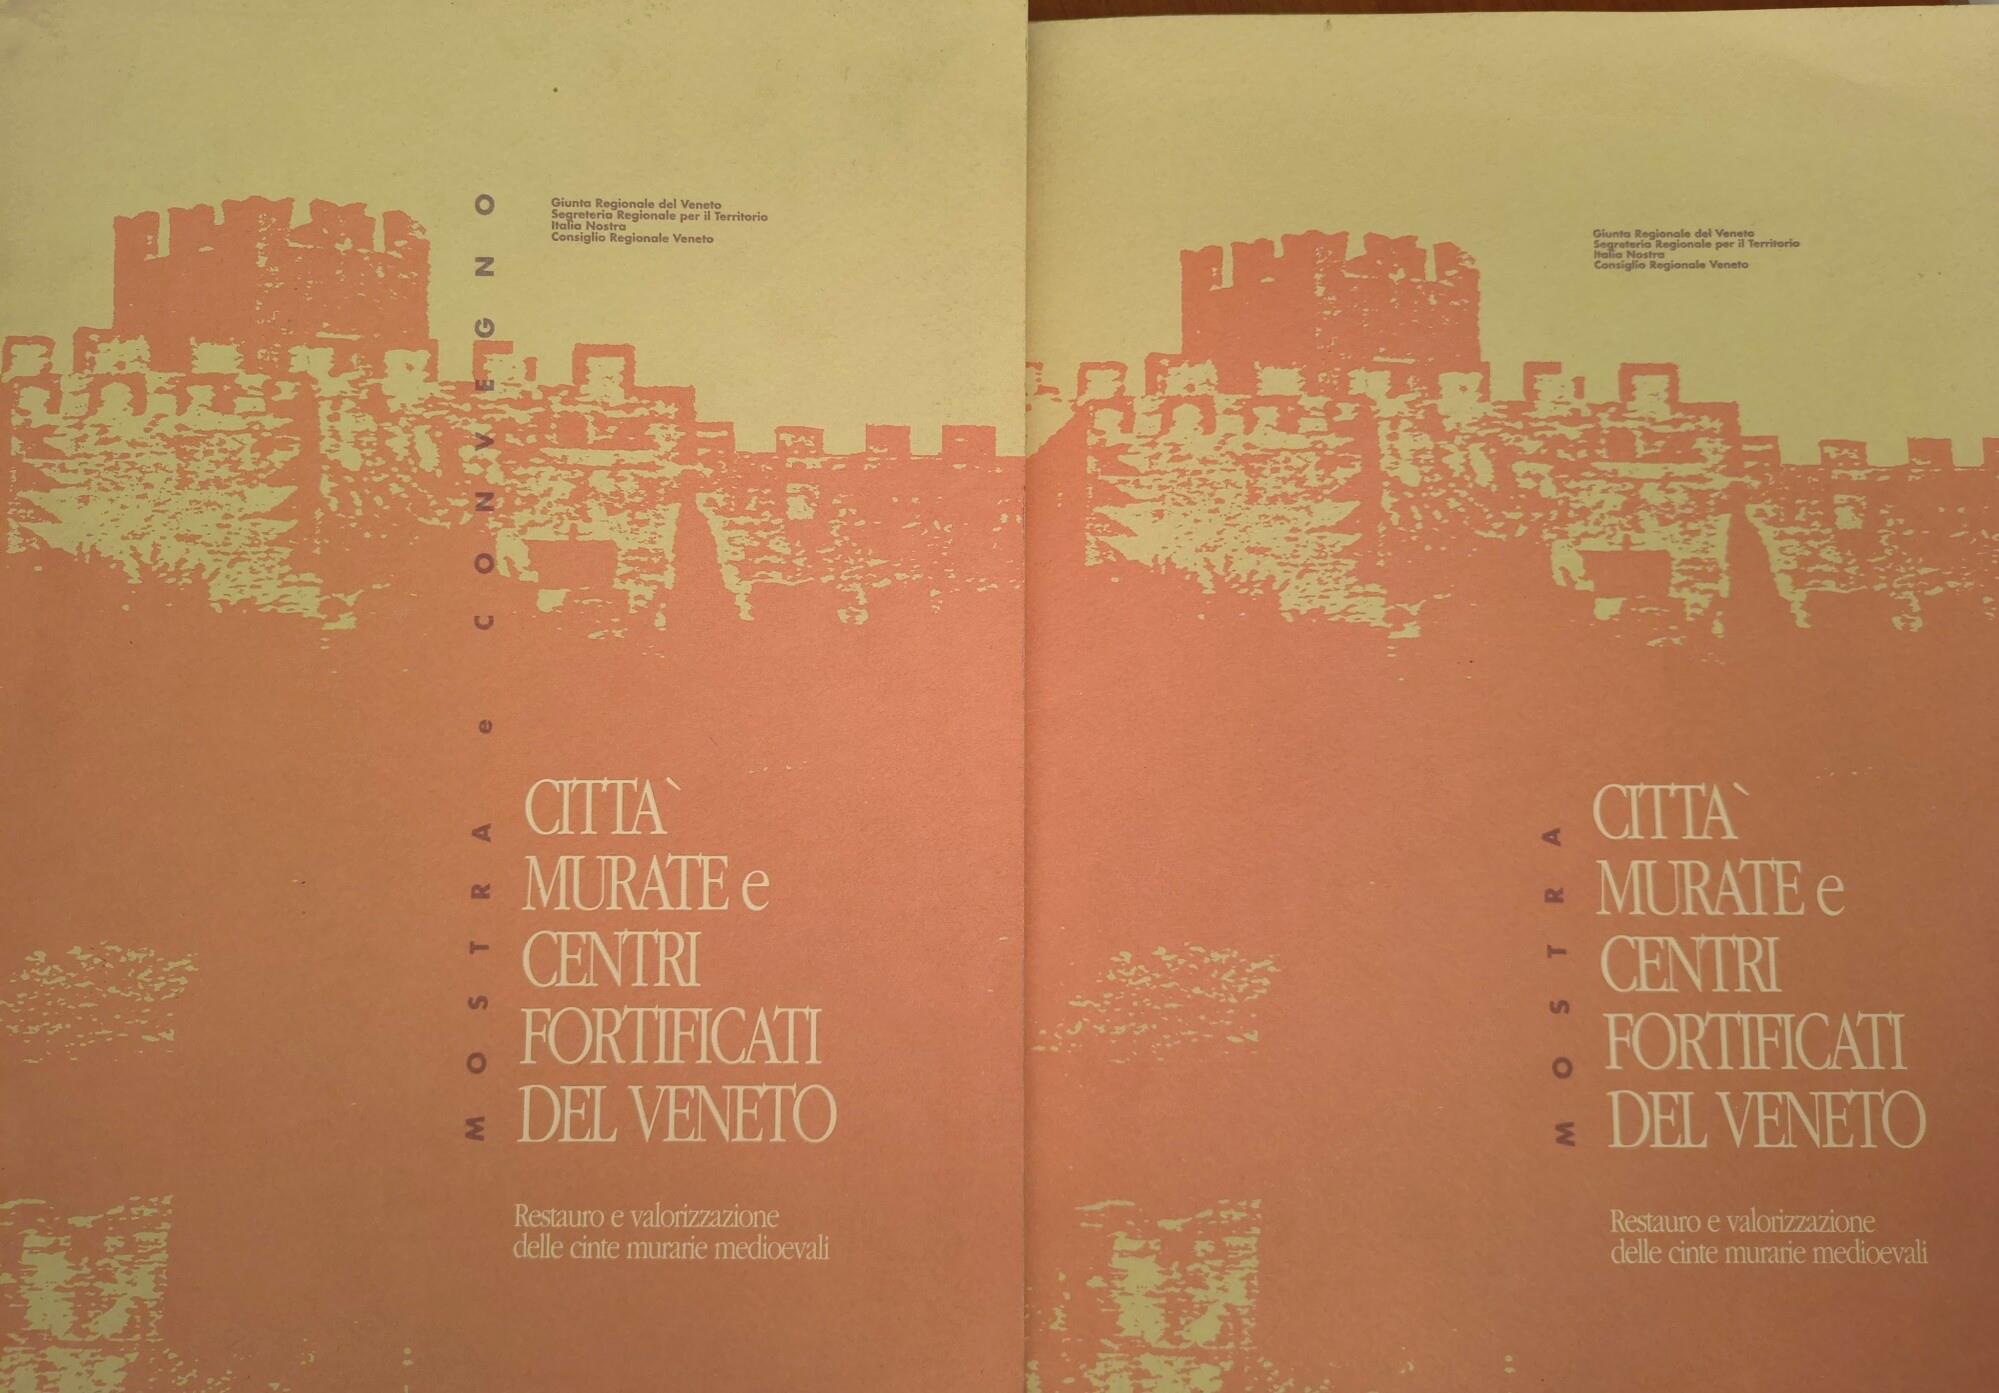 Giunta Regionale del Veneto
Segreteria Regionale per il Territorio
Italia Nostra
Consiglio Regionale Veneto
MOSTRA e CONVEGNO
CITTA`
MURATE e
CENTRI
FORTIFICATI
DEL VENETO
Restauro e valorizzazione
delle cinte murarie medioevali
Giunta Regionale del Veneto
Segreteria Regionale per il Territorio
Italia Nostra
Consiglio Regionale Veneto
MOSTRA
CITTA`
MURATE e
CENTRI
FORTIFICATI
DEL VENETO
Restauro e valorizzazione
delle cinte murarie medioevali